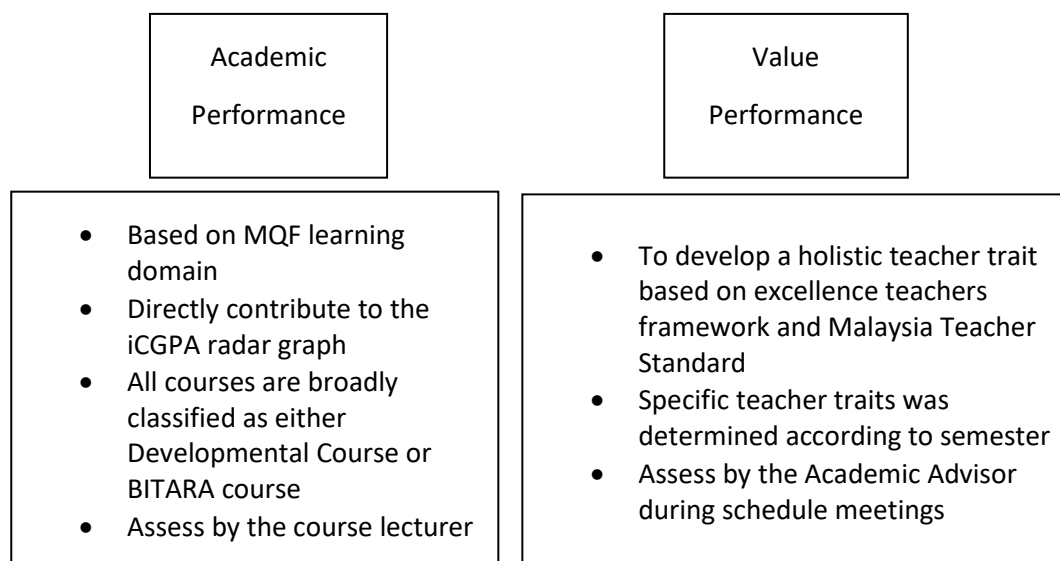 Academic
Performance
• Based on MQF learning
domain
• Directly contribute to the
iCGPA radar graph
• All courses are broadly
classified as either
Developmental Course or
BITARA course
• Assess by the course lecturer
Value
Performance
• To develop a holistic teacher trait
based on excellence teachers
framework and Malaysia Teacher
Standard
• Specific teacher traits was
determined according to semester
• Assess by the Academic Advisor
during schedule meetings